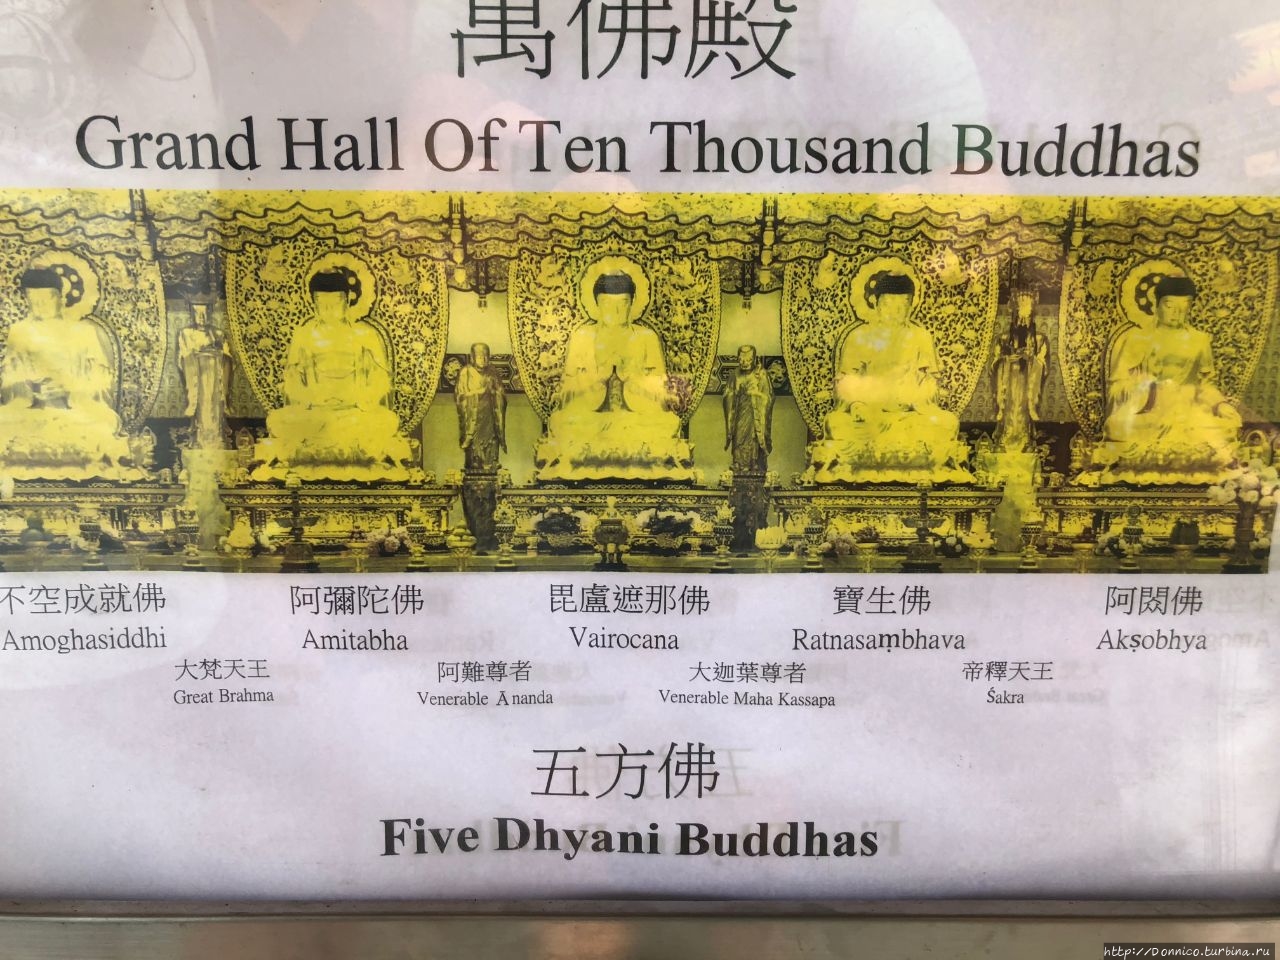 萬佛殿
Grand Hall Of Ten Thousand Buddhas
不空成就佛 阿彌陀佛 毘盧遮那佛 寶生佛 阿閦佛
Amoghasiddhi Amitabha Vairocana Ratnasaṃbhava Akṣobhya
大梵天王 阿難尊者 大迦葉尊者 帝釋天王
Great Brahma Venerable Ānanda Venerable Maha Kassapa Śakra
五方佛
Five Dhyani Buddhas
http://Donnico.turbina.ru